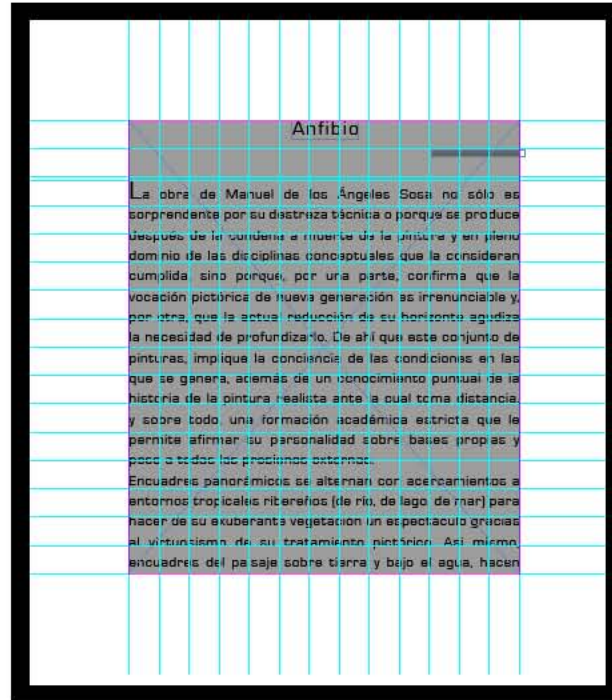 Anfibio
La obra de Manuel de los Ángeles Sosa no sólo es
sorprendente por su destreza técnica o porque se produce
después de la condena a muerte de la pintura y en pleno
dominio de las disciplinas conceptuales que la consideran
cumplida, sino porque, por una parte, confirma que la
vocación pictórica de nueva generación es irrenunciable y,
por otra, que la actual reducción de su horizonte agudiza
la necesidad de profundizarlo. De ahí que este conjunto de
pinturas, implique la conciencia de las condiciones en las
que se genera, además de un conocimiento puntual de la
historia de la pintura realista ante la cual toma distancia,
y sobre todo, una formación académica estricta que le
permite afirmar su personalidad sobre bases propias y
pese a todas las presiones externas.
Encuadres panorámicos se alternan con acercamientos a
entornos tropicales ribereños (de río, de lago, de mar) para
hacer de su exuberante vegetación un espectáculo gracias
al virtuosismo de su tratamiento pictórico. Así mismo,
encuadres del paisaje sobre tierra y bajo el agua, hacen